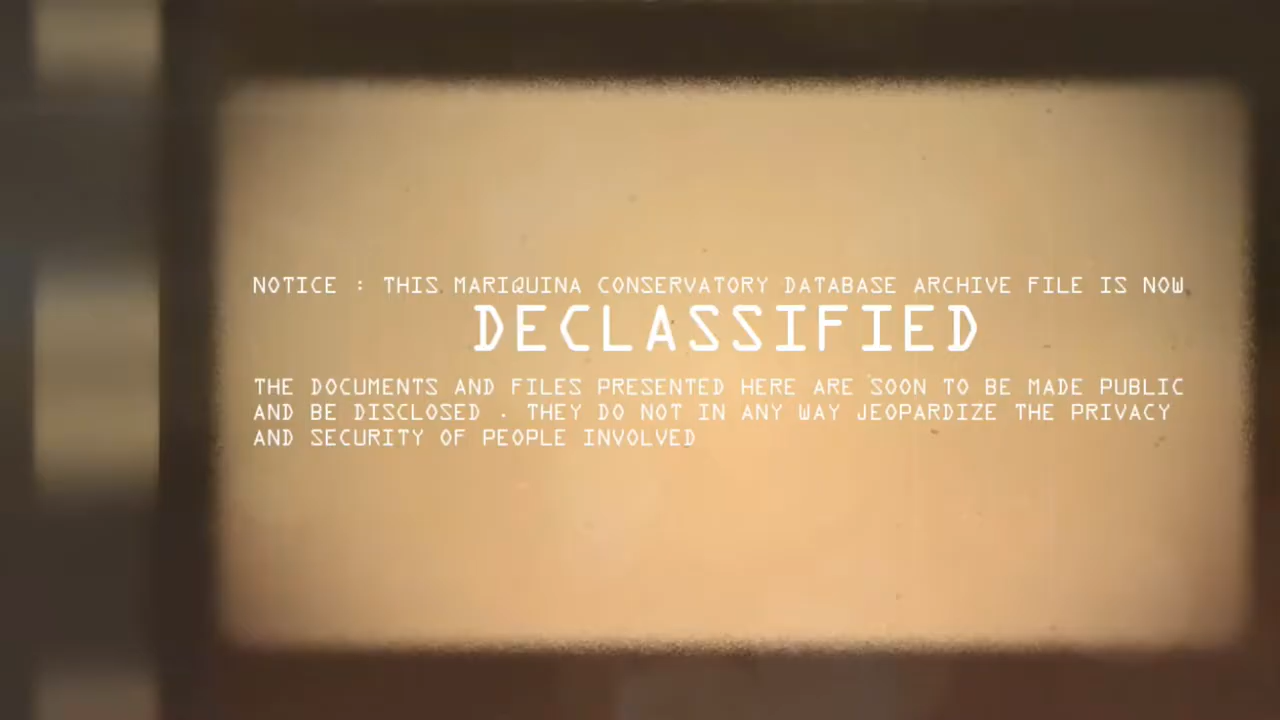 NOTICE : THIS MARIQUINA CONSERVATORY DATABASE ARCHIVE FILE IS NOW
DECLASSIFIED
THE DOCUMENTS AND FILES PRESENTED HERE ARE SOON TO BE MADE PUBLIC
AND BE DISCLOSED . THEY DO NOT IN ANY WAY JEOPARDIZE THE PRIVACY
AND SECURITY OF PEOPLE INVOLVED